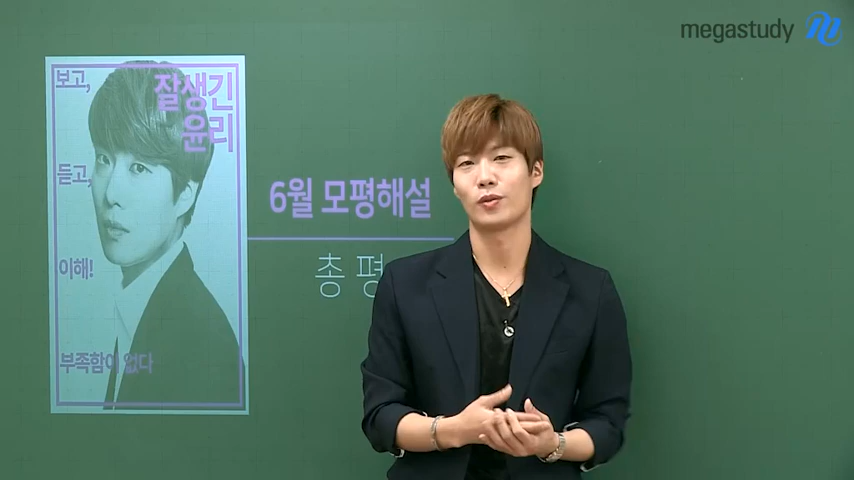 megastudy
보고,
잘생긴
윤리
듣고,
이해!
부족함이 없다
6월 모평해설
총평